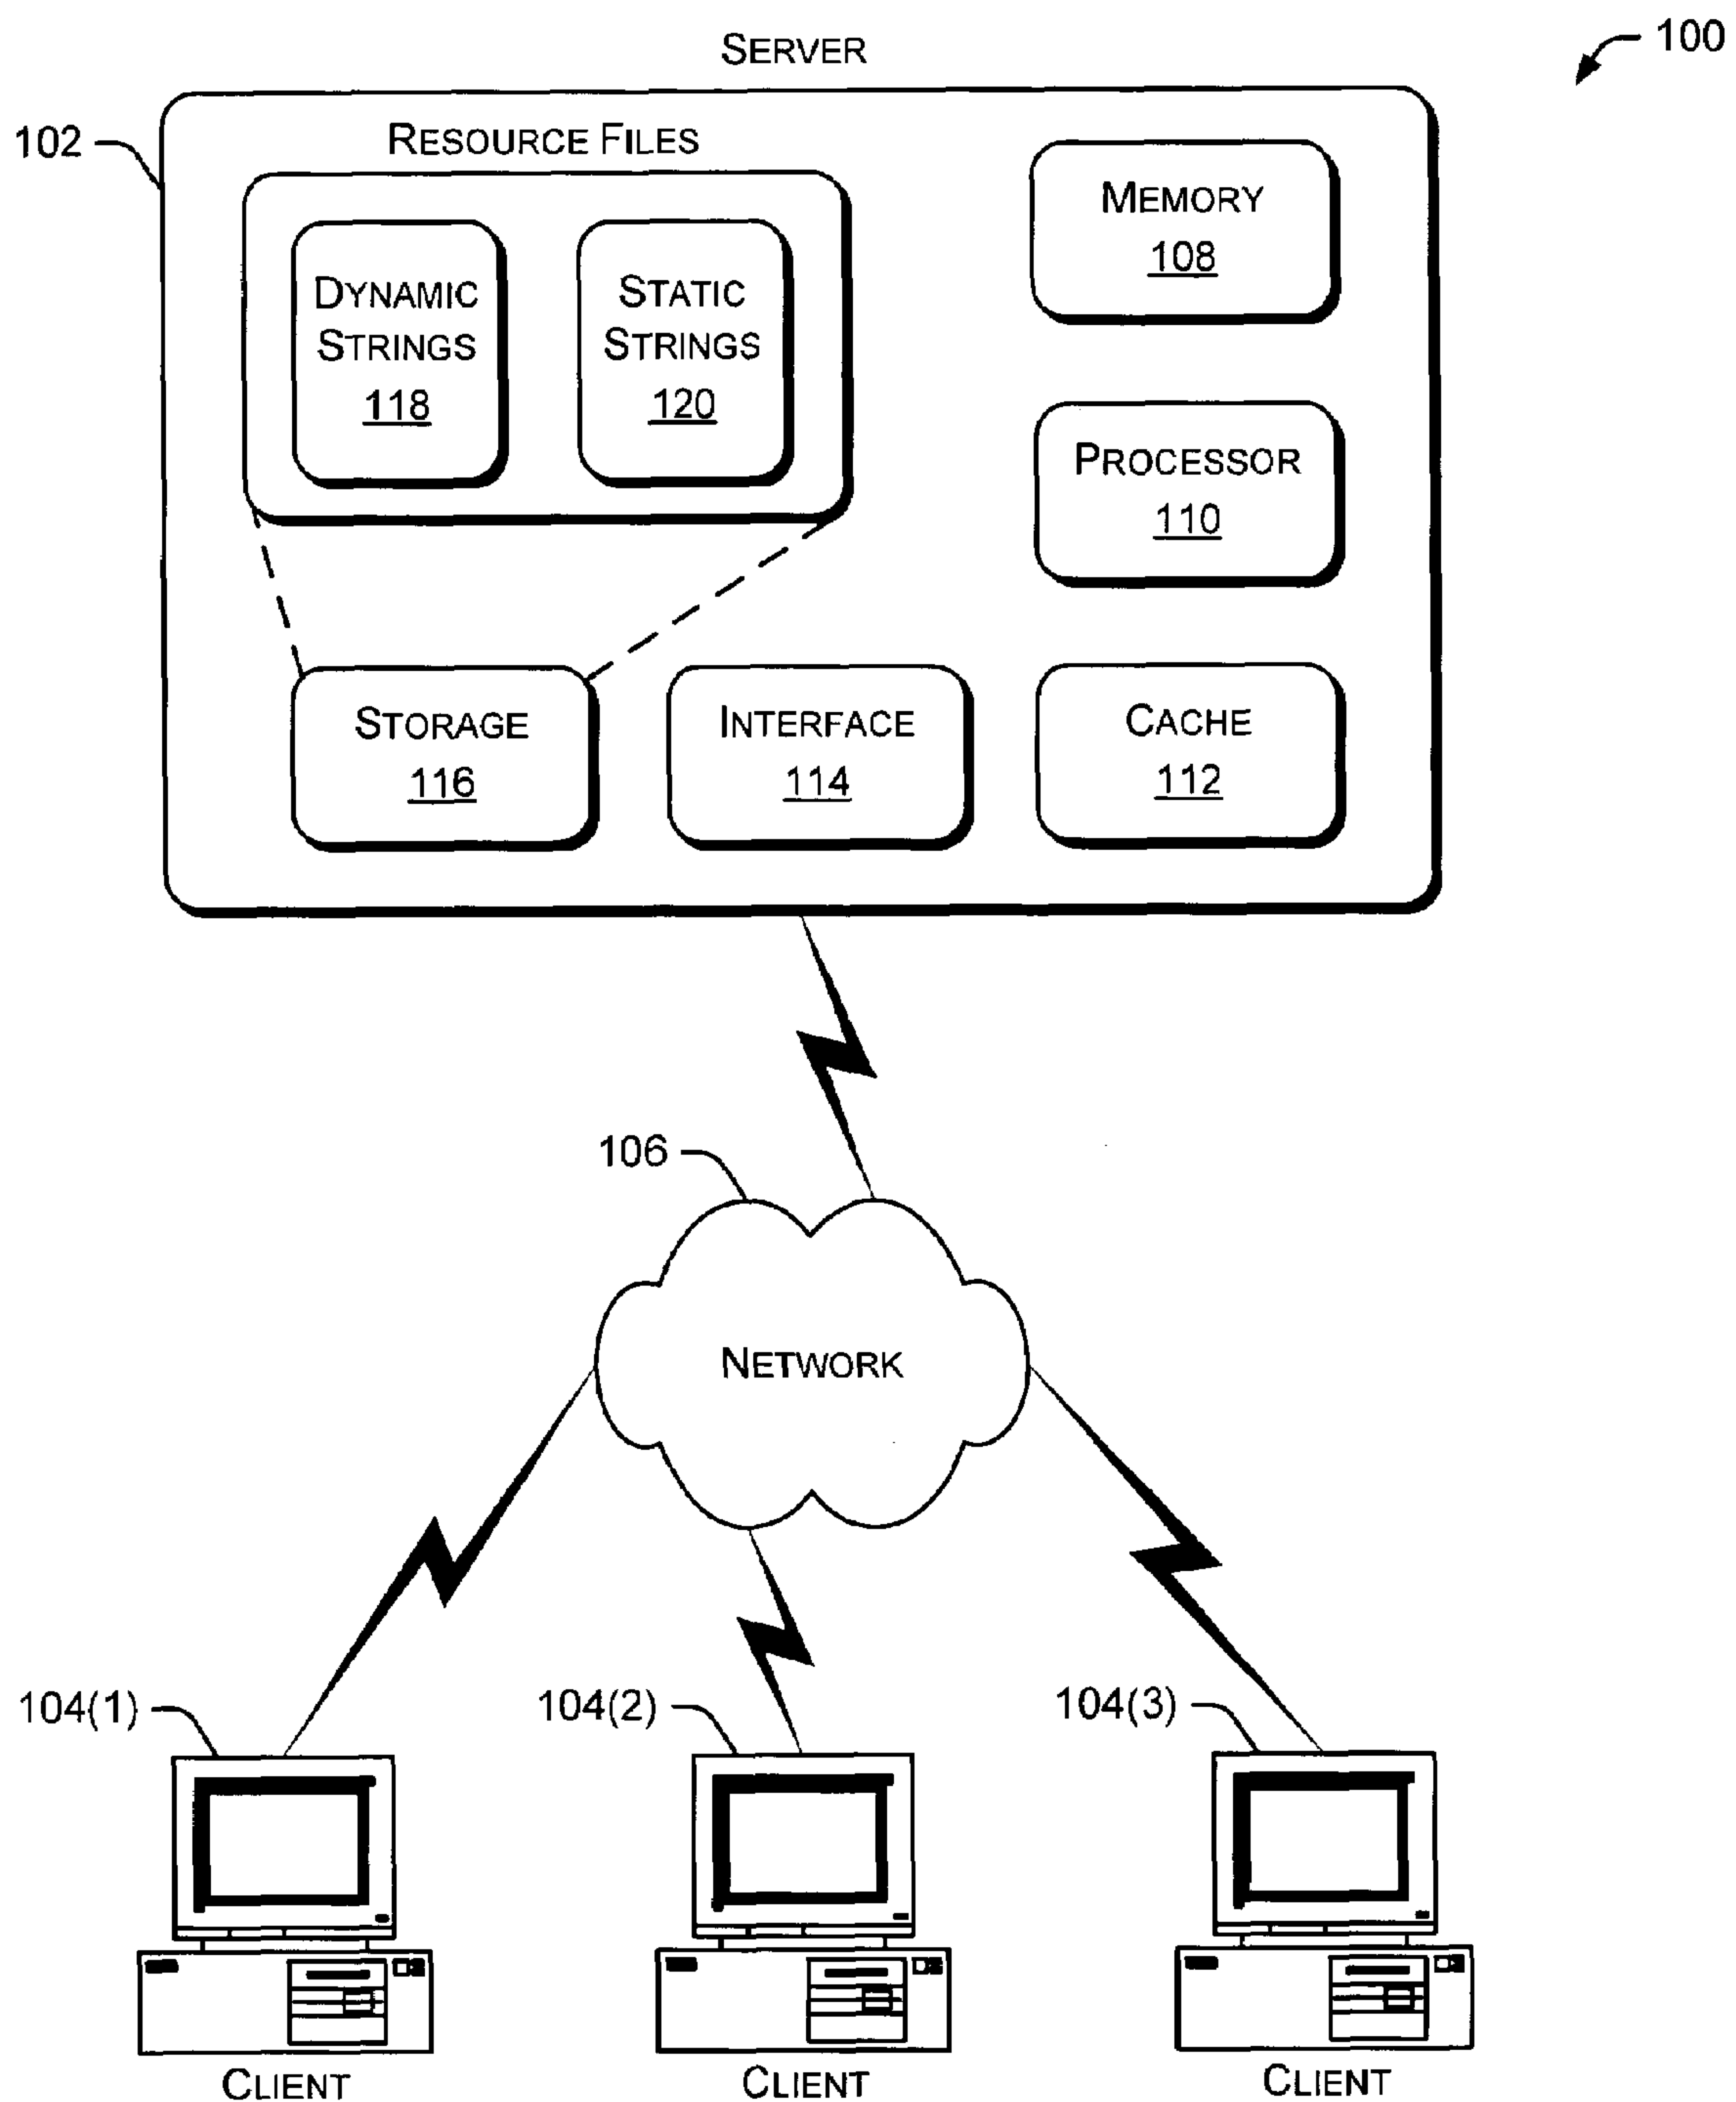 SERVER
100
102
RESOURCE FILES
DYNAMIC
STRINGS
118
STATIC
STRINGS
120
MEMORY
108
PROCESSOR
110
STORAGE
116
INTERFACE
114
CACHE
112
106
NETWORK
104(1)
104(2)
104(3)
CLIENT
CLIENT
CLIENT